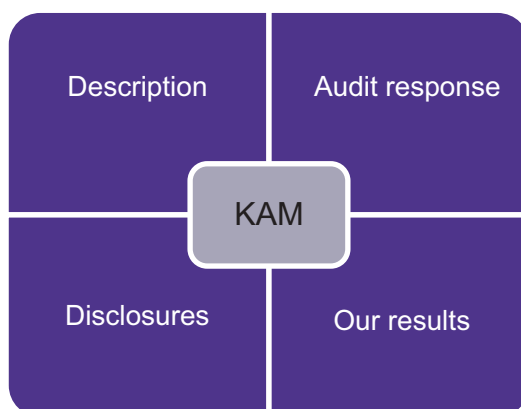 Description
Audit response
KAM
Disclosures
Our results